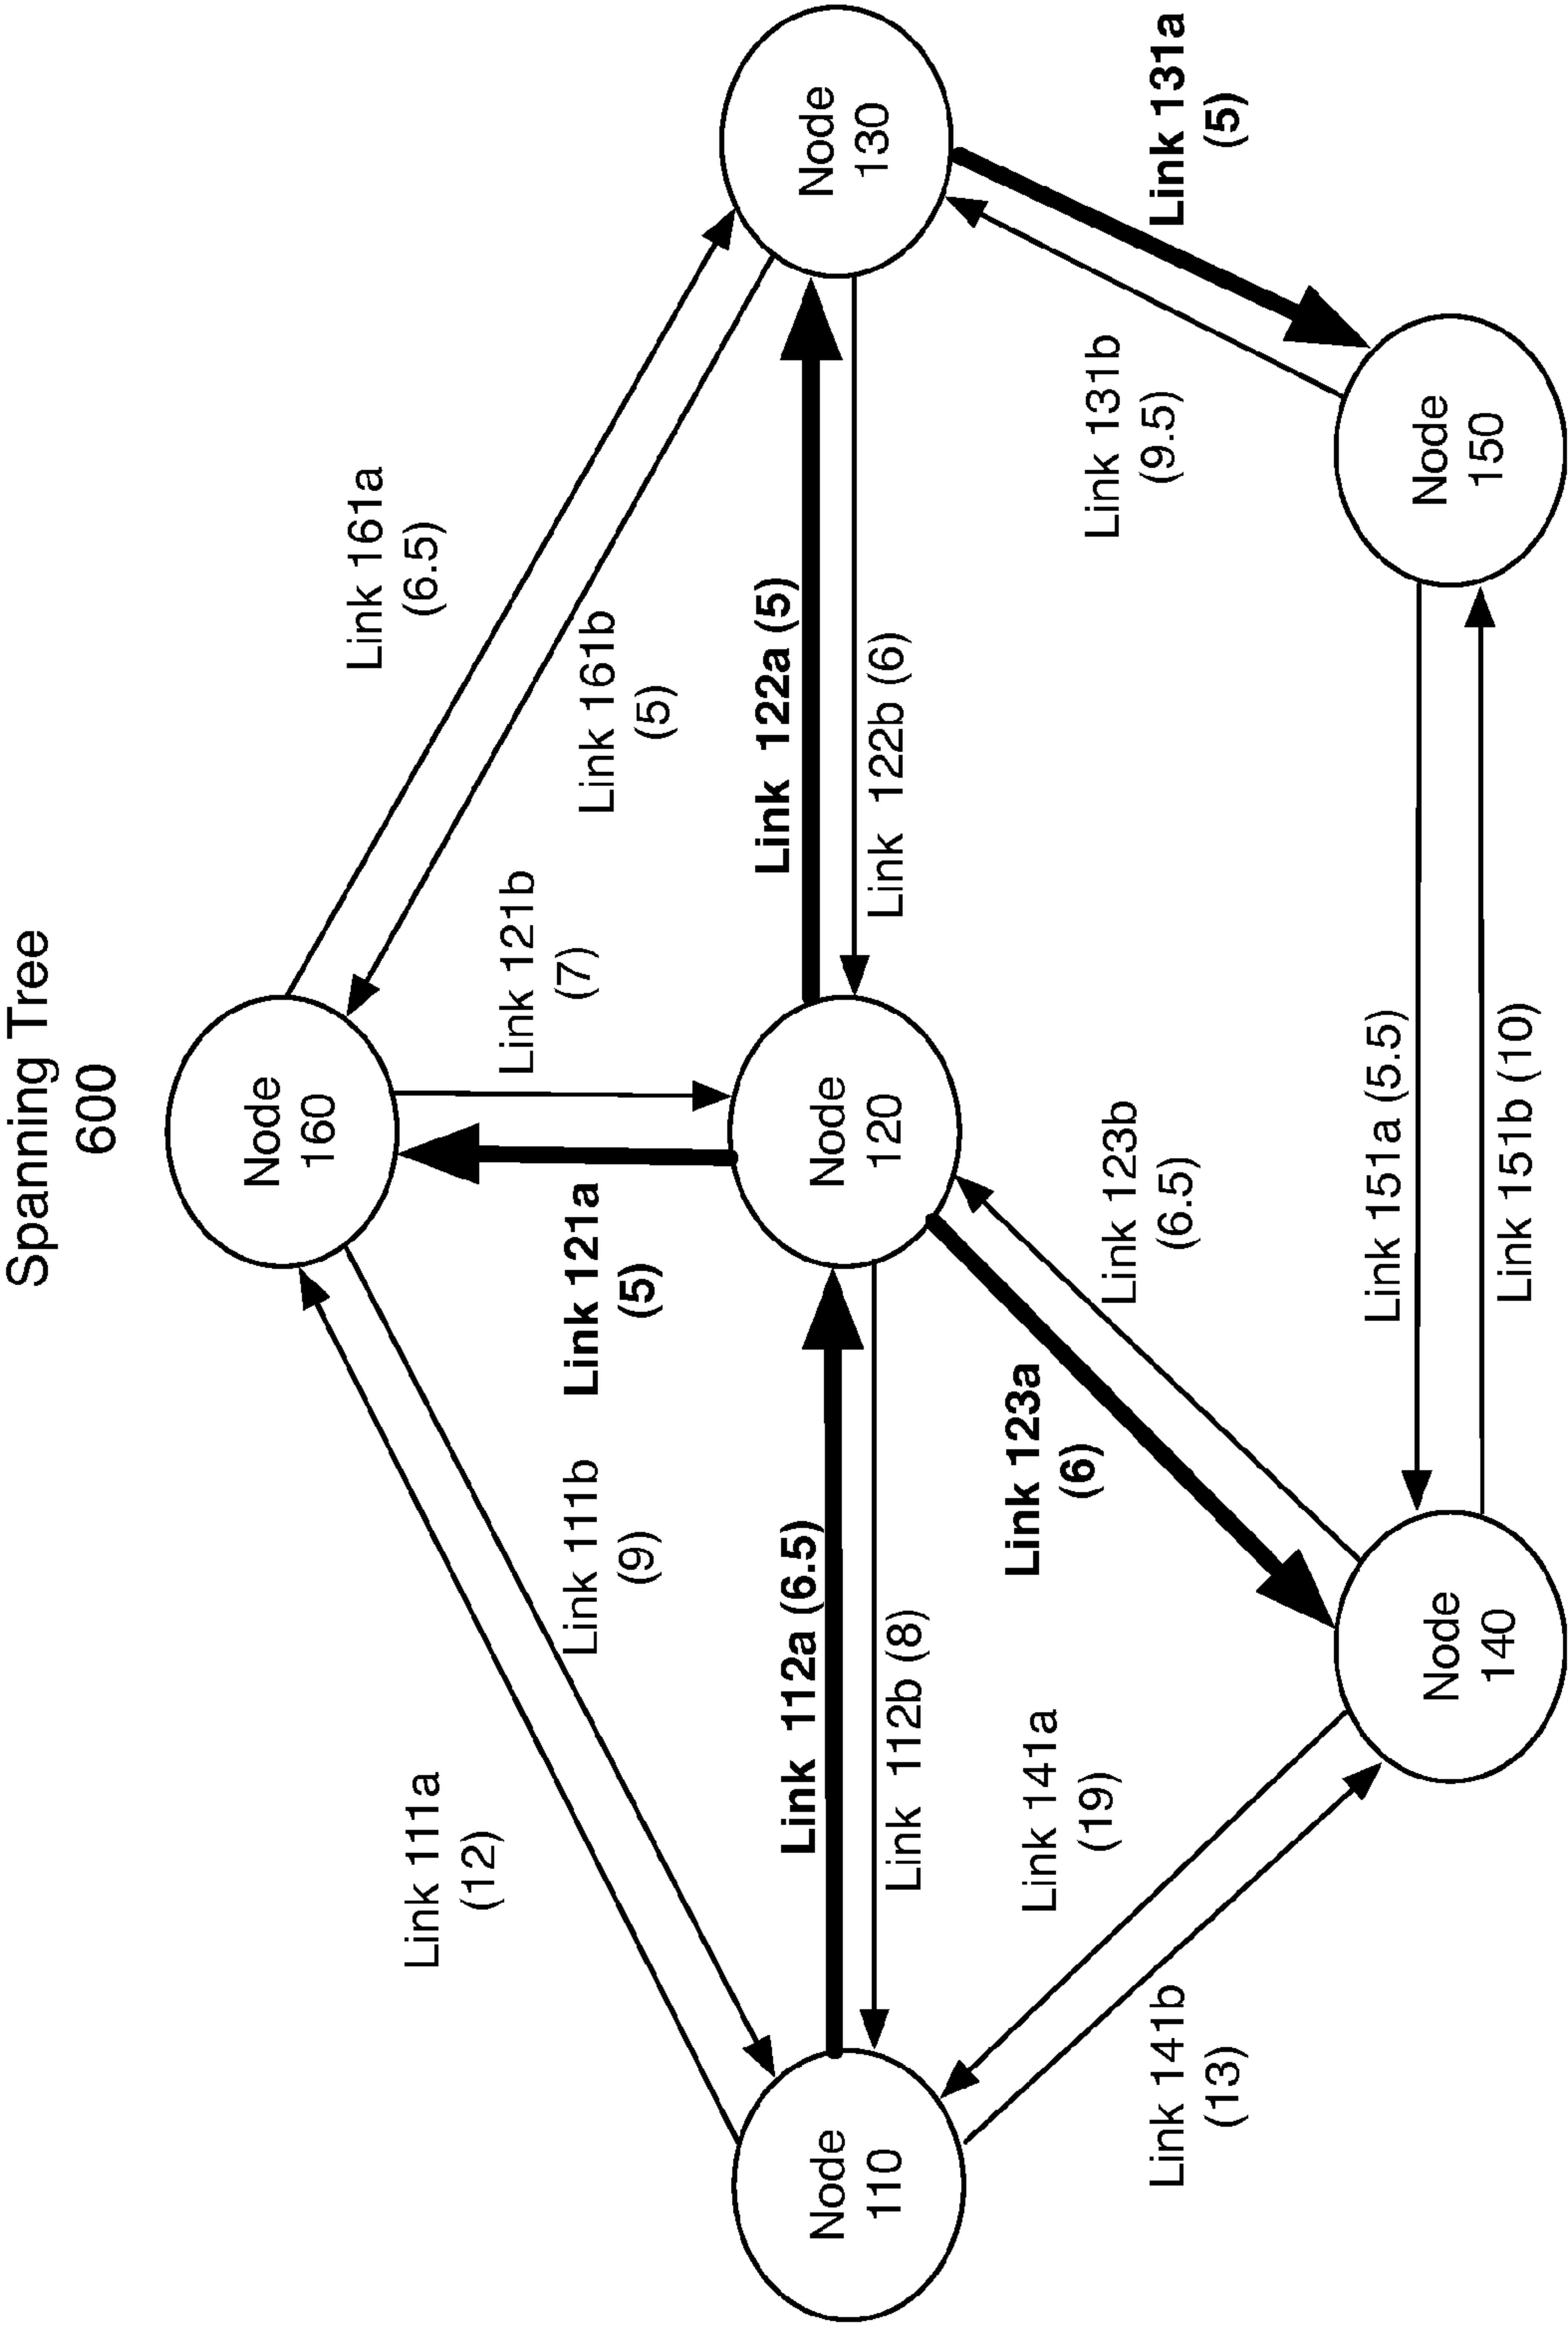 Spanning Tree
600
Link 111a
(12)
Link 111b
(9)
Node
160
Link 161a
(6.5)
Link 161b
(5)
Link 121b
(7)
Link 121a
(5)
Node
110
Link 112a (6.5)
Link 112b (8)
Node
120
Link 122a (5)
Link 122b (6)
Node
130
Link 141a
(19)
Link 141b
(13)
Link 123a
(6)
Link 123b
(6.5)
Link 131b
(9.5)
Link 131a
(5)
Node
140
Link 151a (5.5)
Link 151b (10)
Node
150